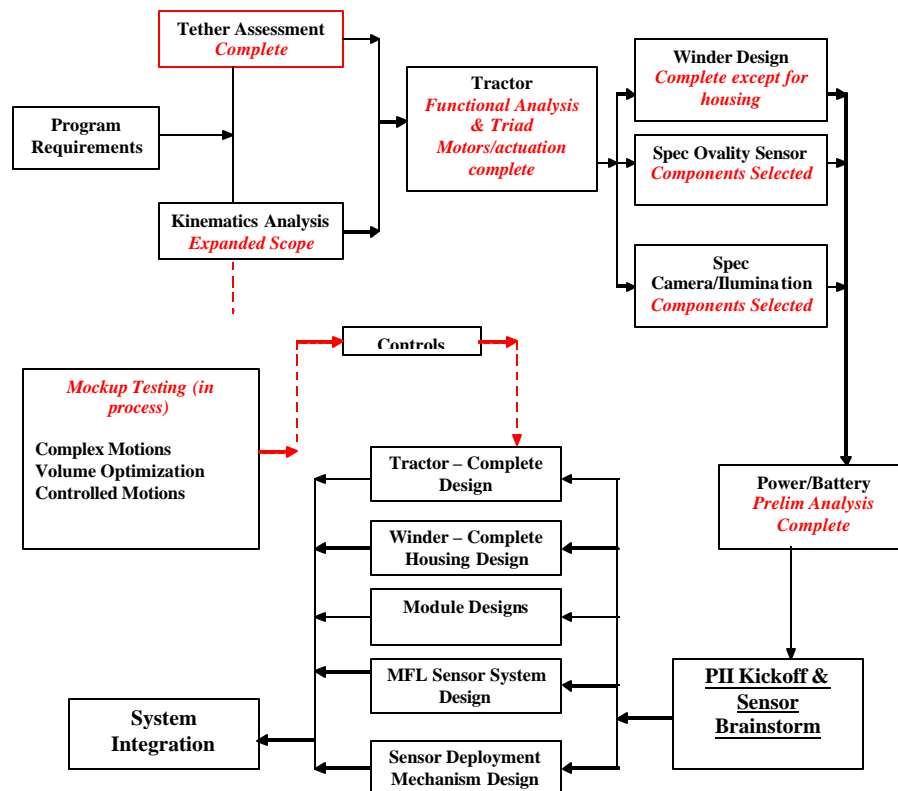 Tether Assessment
Complete
Program
Requirements
Kinematics Analysis
Expanded Scope
Tractor
Functional Analysis
& Triad
Motors/actuation
complete
Winder Design
Complete except for
housing
Spec Ovality Sensor
Components Selected
Spec
Camera/Ilumination
Components Selected
Controls
Mockup Testing (in
process)
Complex Motions
Volume Optimization
Controlled Motions
Tractor – Complete
Design
Winder – Complete
Housing Design
Module Designs
MFL Sensor System
Design
Sensor Deployment
Mechanism Design
Power/Battery
Prelim Analysis
Complete
PII Kickoff &
Sensor
Brainstorm
System
Integration